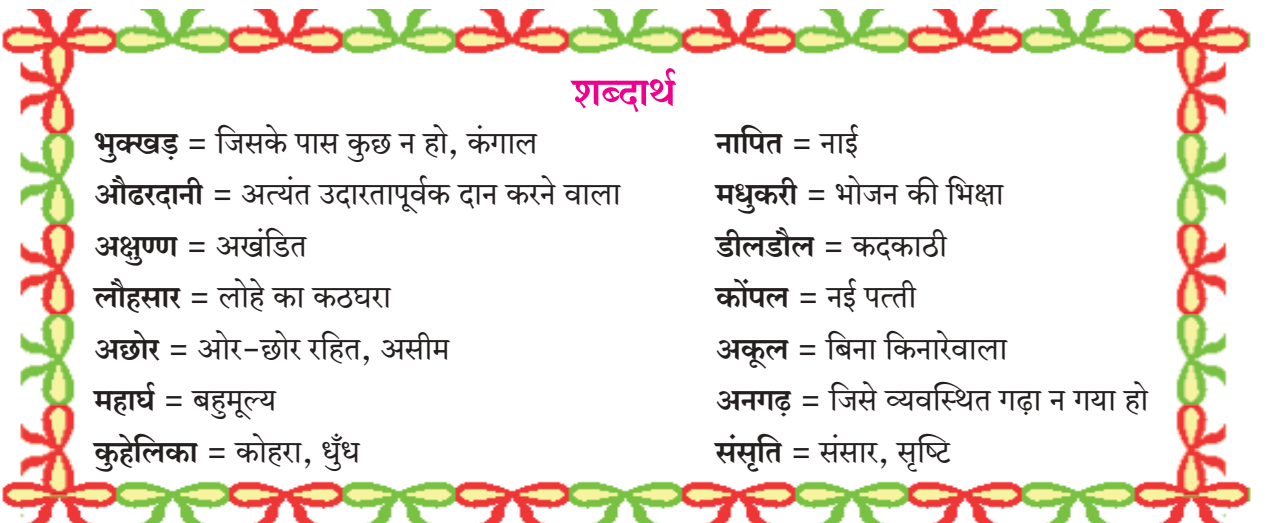 शब्दार्थ
भुक्खड़ = जिसके पास कुछ न हो, कंगाल
औढरदानी = अत्यंत उदारतापूर्वक दान करने वाला
अक्षुण्ण = अखंडित
लौहसार = लोहे का कठघरा
अछोर = ओर-छोर रहित, असीम
महार्घ = बहुमूल्य
कुहेलिका = कोहरा, धुँध
नापित = नाई
मधुकरी = भोजन की भिक्षा
डीलडौल = कदकाठी
कोंपल = नई पत्ती
अकूल = बिना किनारेवाला
अनगढ़ = जिसे व्यवस्थित गढ़ा न गया हो
संसृति = संसार, सृष्टि